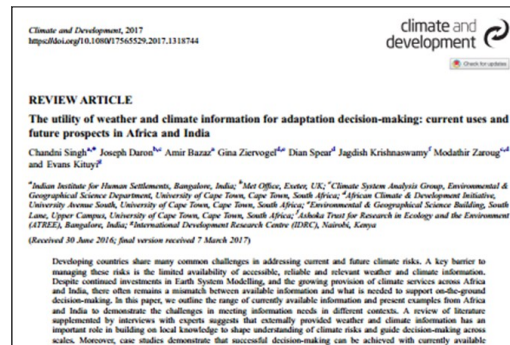 Climate and Development, 2017
https://doi.org/10.1080/17565529.2017.1318744
climate and
development
Check for updates
REVIEW ARTICLE
The utility of weather and climate information for adaptation decision-making: current uses and
future prospects in Africa and India
Chandni Singh a,* Joseph Daron b,c Amir Bazaz a Gina Ziervogel d,e Dian Spear d Jagdish Krishnaswamy f Modathir Zaroug c,d
and Evans Kituyi g
a Indian Institute for Human Settlements, Bangalore, India; b Met Office, Exeter, UK; c Climate System Analysis Group, Environmental &
Geographical Science Department, University of Cape Town, Cape Town, South Africa; d African Climate & Development Initiative,
University Avenue South, University of Cape Town, Cape Town, South Africa; e Environmental & Geographical Science Building, South
Lane, Upper Campus, University of Cape Town, Cape Town, South Africa; f Ashoka Trust for Research in Ecology and the Environment
(ATREE), Bangalore, India; g International Development Research Centre (IDRC), Nairobi, Kenya
(Received 30 June 2016; final version received 7 March 2017)
Developing countries share many common challenges in addressing current and future climate risks. A key barrier to
managing these risks is the limited availability of accessible, reliable and relevant weather and climate information.
Despite continued investments in Earth System Modelling, and the growing provision of climate services across Africa
and India, there often remains a mismatch between available information and what is needed to support on-the-ground
decision-making. In this paper, we outline the range of currently available information and present examples from Africa
and India to demonstrate the challenges in meeting information needs in different contexts. A review of literature
supplemented by interviews with experts suggests that externally provided weather and climate information has an
important role in building on local knowledge to shape understanding of climate risks and guide decision-making across
scales. Moreover, case studies demonstrate that successful decision-making can be achieved with currently available